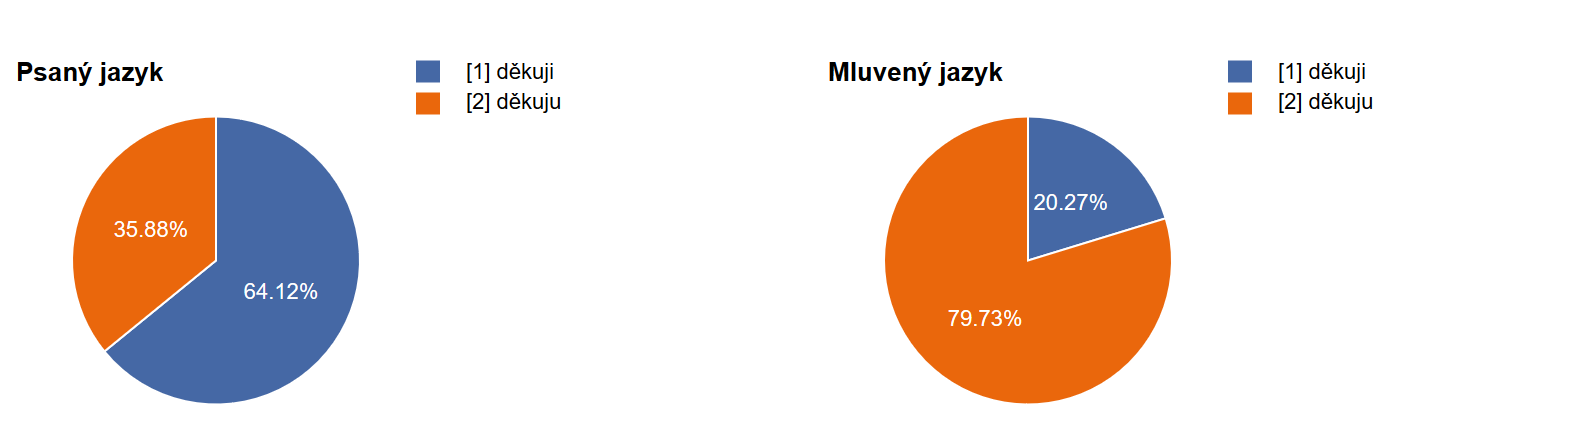 Psaný jazyk
[1] děkuji
[2] děkuju
35.88%
64.12%
Mluvený jazyk
[1] děkuji
[2] děkuju
20.27%
79.73%